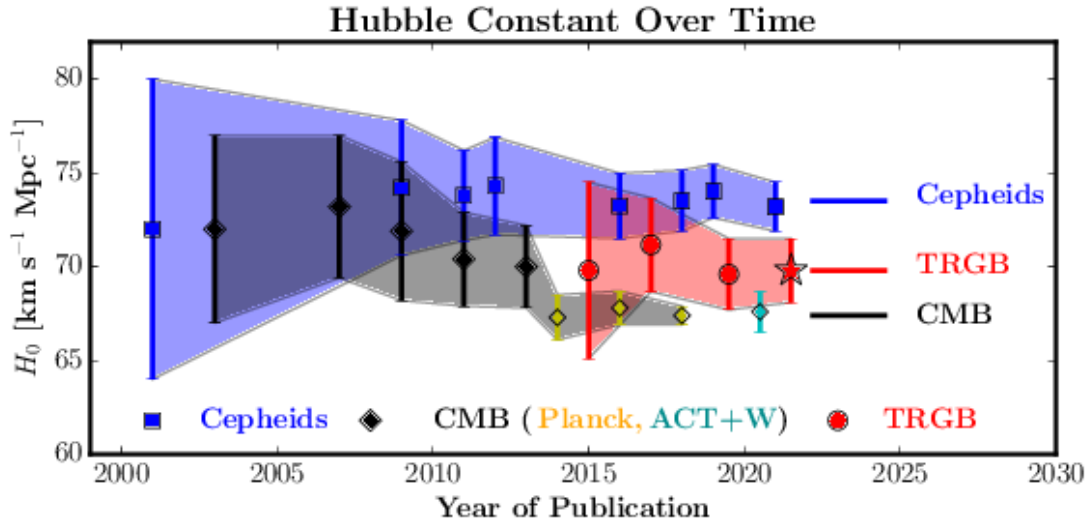 Hubble Constant Over Time
H₀ [km s⁻¹ Mpc⁻¹]
80
75
70
65
60
Cepheids
TRGB
CMB
Cepheids CMB (Planck, ACT+W) TRGB
2000 2005 2010 2015 2020 2025 2030
Year of Publication